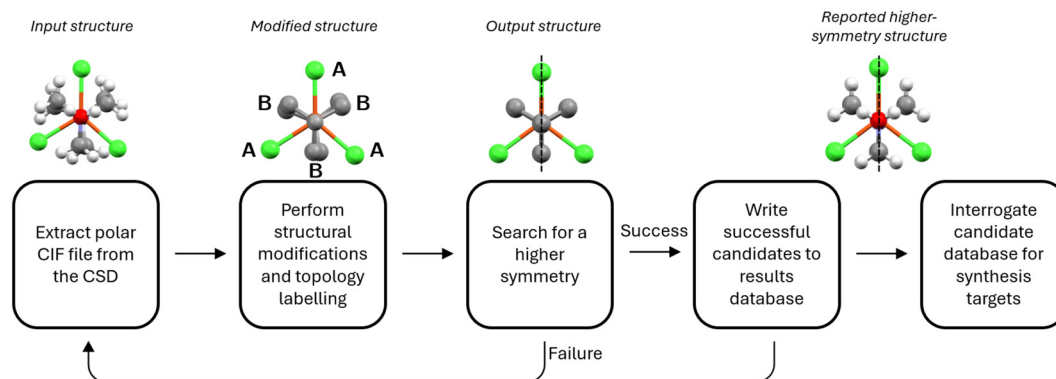 Input structure
Modified structure
Output structure
Reported higher-
symmetry structure
A
B
B
A
A
B
Extract polar
CIF file from
the CSD
Perform
structural
modifications
and topology
labelling
Search for a
higher
symmetry
Success
Write
successful
candidates to
results
database
Interrogate
candidate
database for
synthesis
targets
Failure